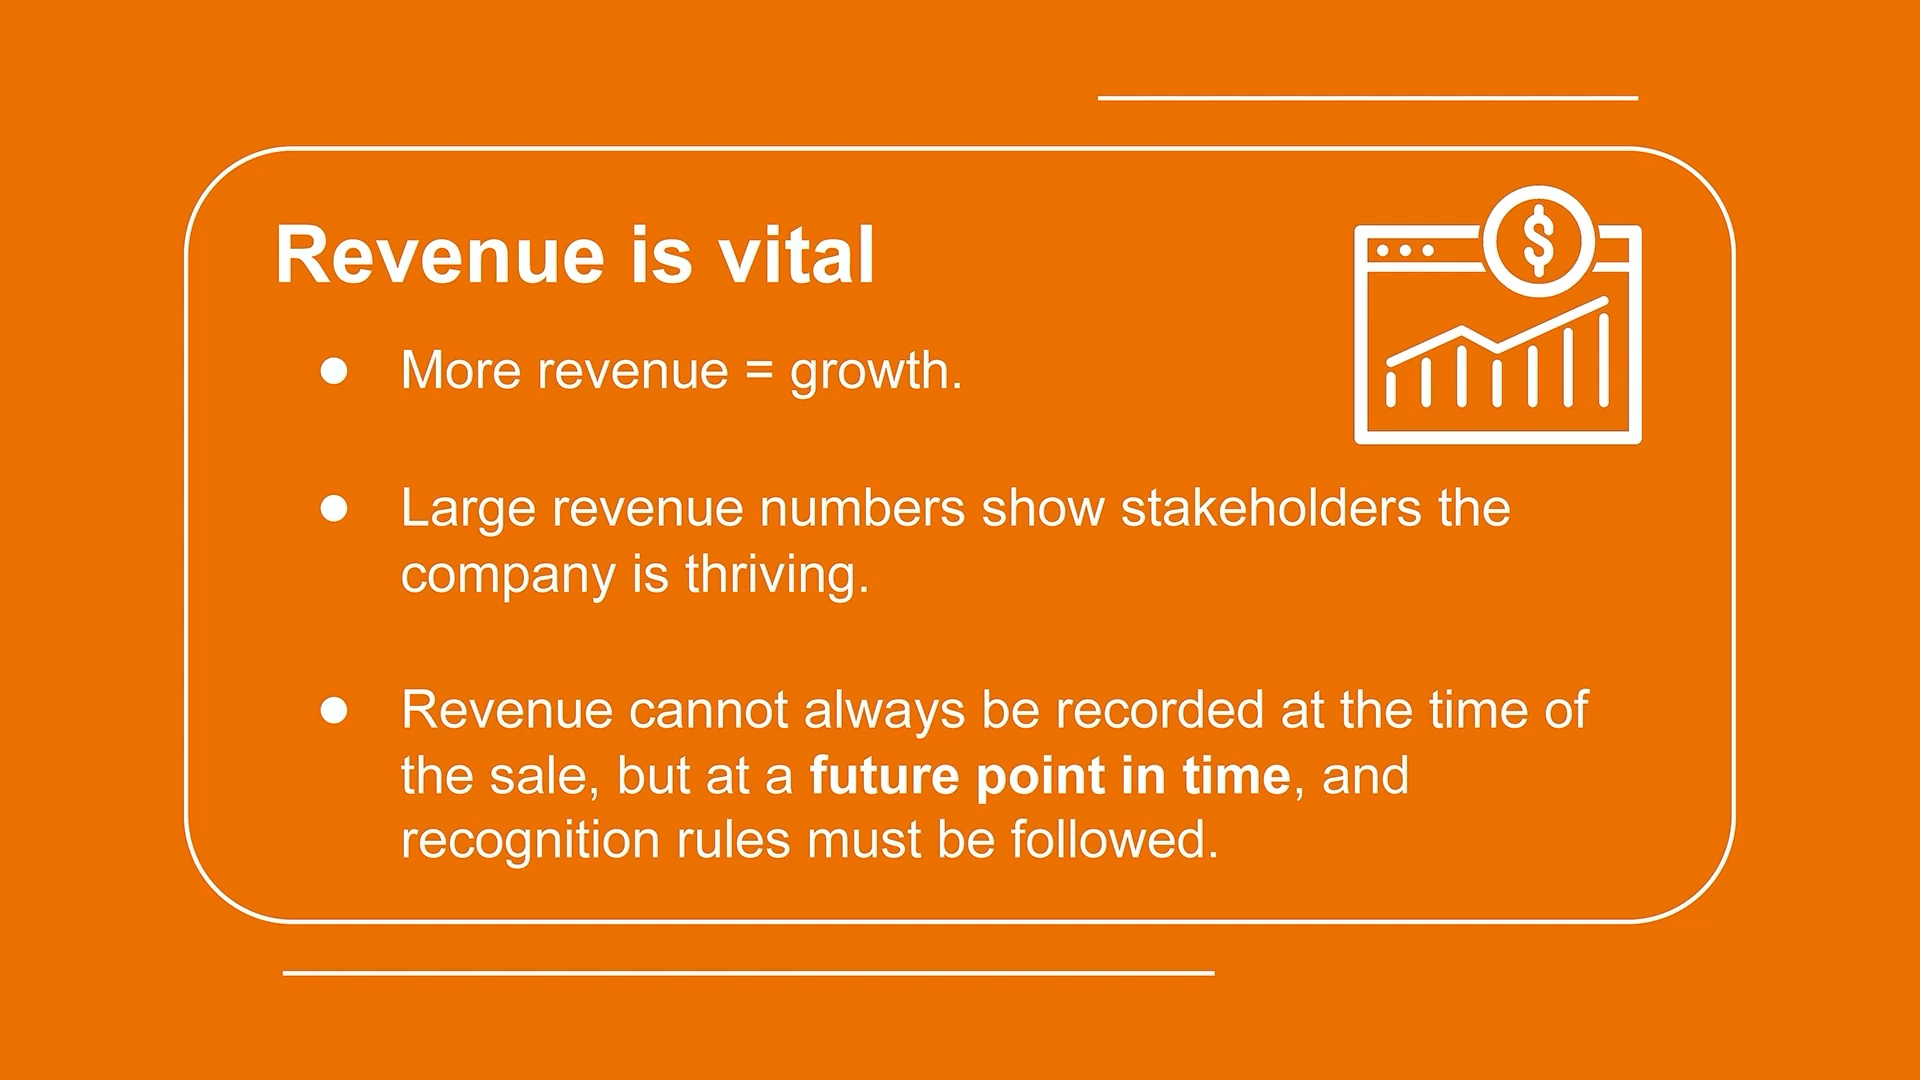 Revenue is vital
● More revenue = growth.
● Large revenue numbers show stakeholders the
company is thriving.
● Revenue cannot always be recorded at the time of
the sale, but at a future point in time, and
recognition rules must be followed.
$